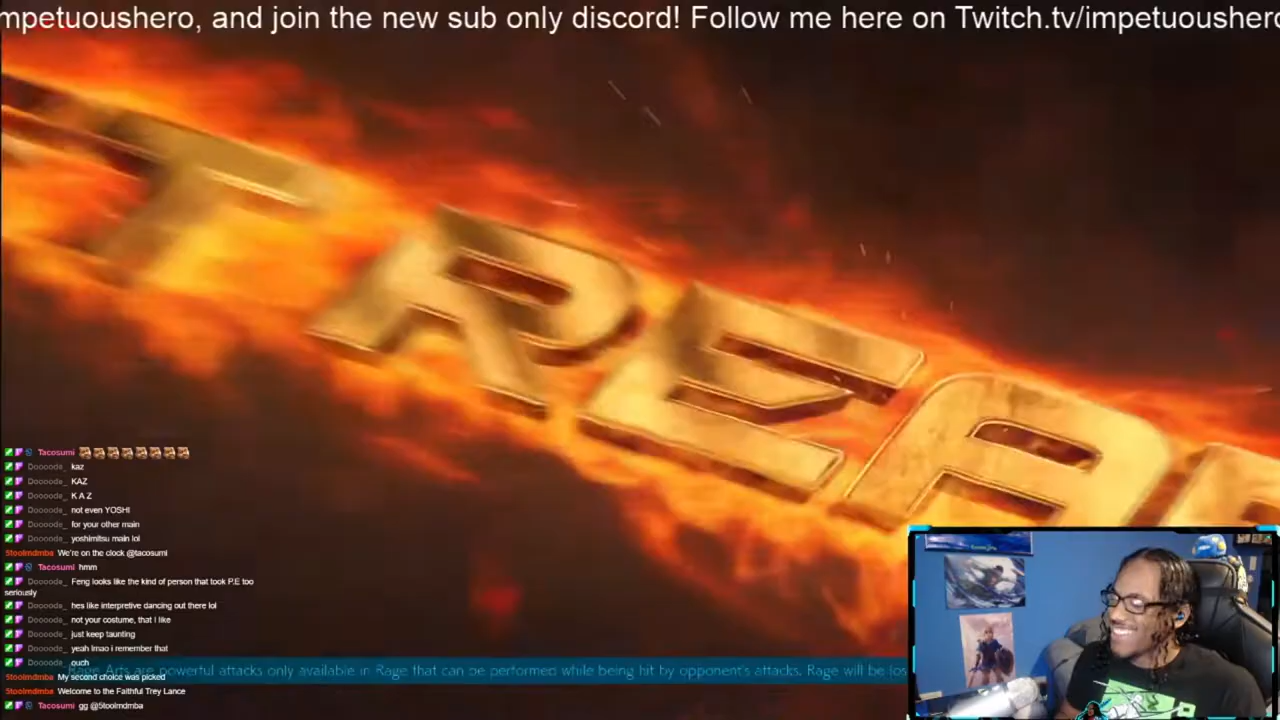 mpetuoushero, and join the new sub only discord! Follow me here on Twitch.tv/impetuoushero
T REA
Tacosumi
Doooode_ kaz
Doooode_ KAZ
Doooode_ K A Z
Doooode_ not even YOSHI
Doooode_ for your other main
Doooode_ yoshimitsu main lol
5toolmdmba We're on the clock @tacosumi
Tacosumi hmm
Doooode_ Feng looks like the kind of person that took P.E too
seriously
Doooode_ hes like interpretive dancing out there lol
Doooode_ not your costume, that I like
Doooode_ just keep taunting
Doooode_ yeah lmao i remember that
Doooode_ ouch
Rage Arts are powerful attacks only available in Rage that can be performed while being hit by opponent's attacks. Rage will be los
5toolmdmba My second choice was picked
5toolmdmba Welcome to the Faithful Trey Lance
Tacosumi gg @5toolmdmba